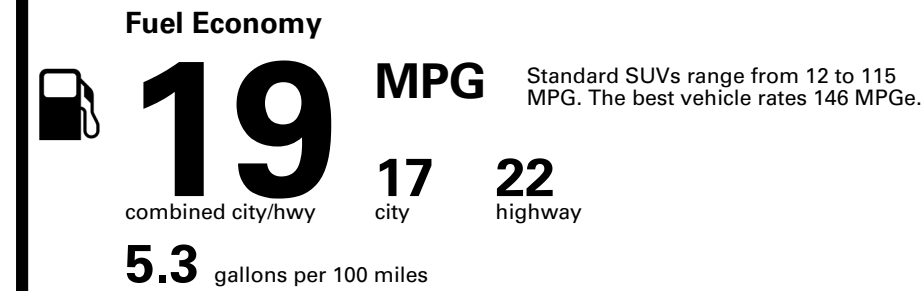 Fuel Economy
19 MPG
Standard SUVs range from 12 to 115
MPG. The best vehicle rates 146 MPGe.
17 22
combined city/hwy city highway
5.3 gallons per 100 miles